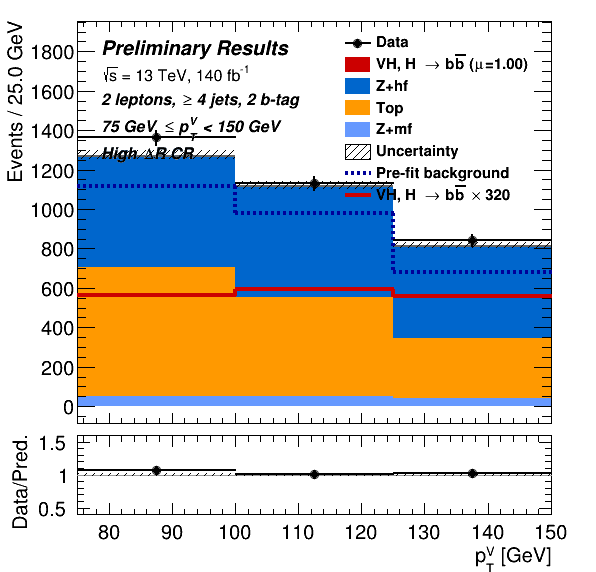 Events / 25.0 GeV
1800
1600
1400
1200
1000
800
600
400
200
0
Preliminary Results
√s = 13 TeV, 140 fb⁻¹
2 leptons, ≥ 4 jets, 2 b-tag
75 GeV ≤ p_T^V < 150 GeV
High ΔR CR
Data
VH, H → bb̅ (μ=1.00)
Z+hf
Top
Z+mf
Uncertainty
Pre-fit background
VH, H → bb̅ × 320
Data/Pred.
1.5
1
0.5
80 90 100 110 120 130 140 150
p_T^V [GeV]